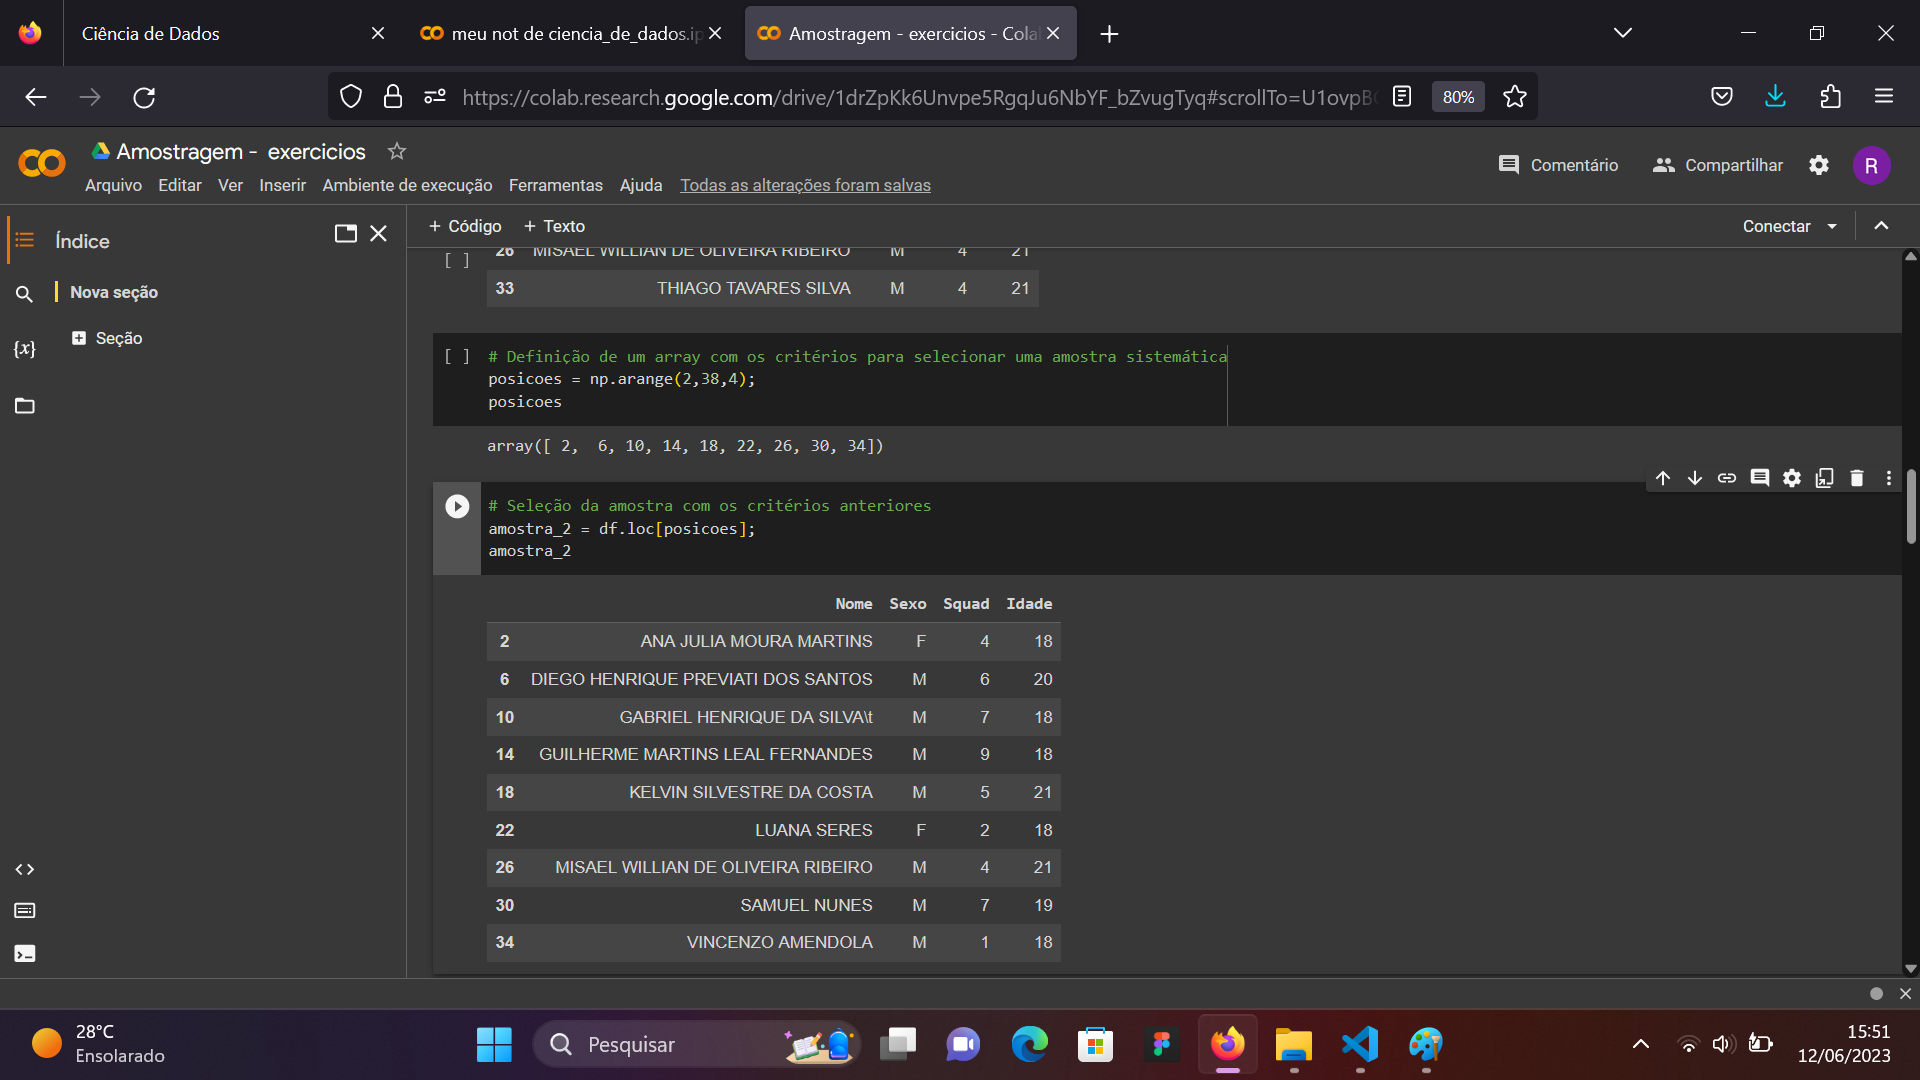 Ciência de Dados
meu not de ciencia_de_dados.ip
Amostragem - exercicios - Cola
https://colab.research.google.com/drive/1drZpKk6Unvpe5RgqJu6NbYF_bZvugTyq#scrollTo=U1ovpB
80%
Amostragem - exercicios
Comentário
Compartilhar
R
Arquivo Editar Ver Inserir Ambiente de execução Ferramentas Ajuda Todas as alterações foram salvas
Índice
+ Código + Texto
Conectar
Nova seção
Seção
{x}
[ ] 26 MISAEL WILLIAN DE OLIVEIRA RIBEIRO M 4 21
33 THIAGO TAVARES SILVA M 4 21
[ ] # Definição de um array com os critérios para selecionar uma amostra sistemática
posicoes = np.arange(2,38,4);
posicoes
array([ 2,  6, 10, 14, 18, 22, 26, 30, 34])
# Seleção da amostra com os critérios anteriores
amostra_2 = df.loc[posicoes];
amostra_2
Nome Sexo Squad Idade
2 ANA JULIA MOURA MARTINS F 4 18
6 DIEGO HENRIQUE PREVIATI DOS SANTOS M 6 20
10 GABRIEL HENRIQUE DA SILVA\t M 7 18
14 GUILHERME MARTINS LEAL FERNANDES M 9 18
18 KELVIN SILVESTRE DA COSTA M 5 21
22 LUANA SERES F 2 18
26 MISAEL WILLIAN DE OLIVEIRA RIBEIRO M 4 21
30 SAMUEL NUNES M 7 19
34 VINCENZO AMENDOLA M 1 18
28°C
Ensolarado
Pesquisar
15:51
12/06/2023